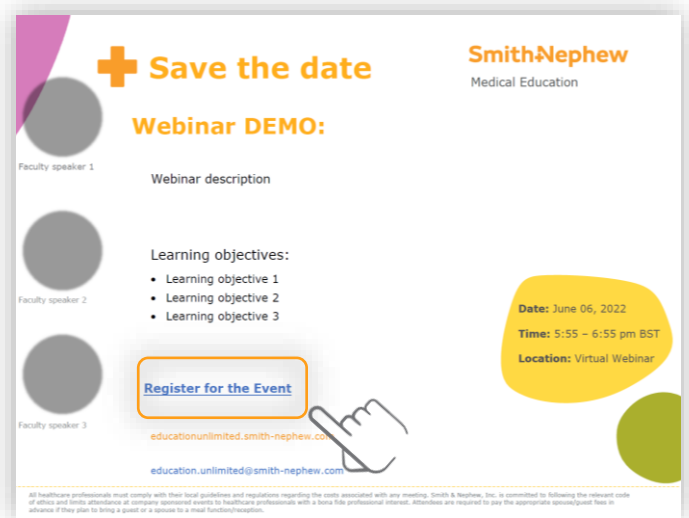 Save the date
Smith+Nephew
Medical Education
Webinar DEMO:
Faculty speaker 1
Webinar description
Learning objectives:
• Learning objective 1
• Learning objective 2
• Learning objective 3
Faculty speaker 2
Date: June 06, 2022
Time: 5:55 – 6:55 pm BST
Location: Virtual Webinar
Register for the Event
Faculty speaker 3
educationunlimited.smith-nephew.co
education.unlimited@smith-nephew.com
All healthcare professionals must comply with their local guidelines and regulations regarding the costs associated with any meeting. Smith & Nephew, Inc. is committed to following the relevant code
of ethics and limits attendance at company sponsored events to healthcare professionals with a bona fide professional interest. Attendees are required to pay the appropriate spouse/guest fees in
advance if they plan to bring a guest or a spouse to a meal function/reception.